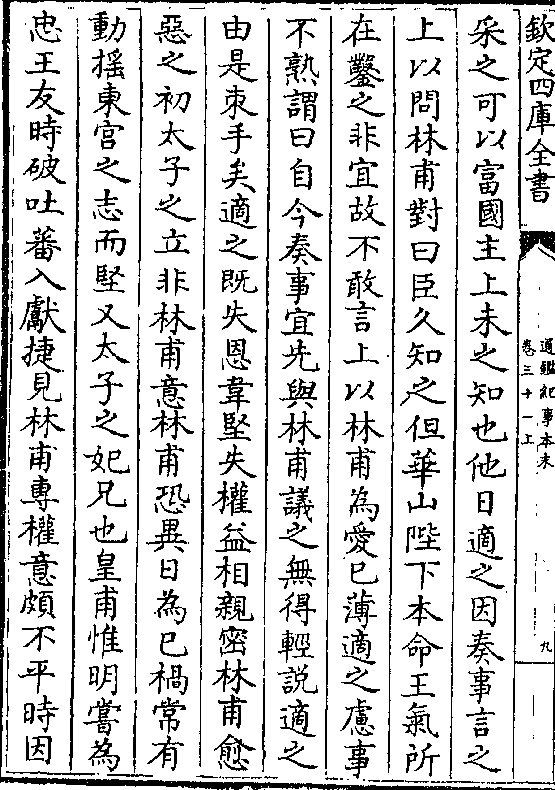 欽定四庫全書
通鑑紀事本末
卷三十一上
九
采之可以富國主上未之知也他日適之因奏事言之
上以問林甫對曰臣久知之但華山陛下本命王氣所
在鑿之非宜故不敢言上以林甫為愛已薄適之慮事
不熟謂曰自今奏事宜先與林甫議之無得輕説適之
由是束手矣適之既失恩韋堅失權益相親密林甫愈
惡之初太子之立非林甫意林甫恐異日為已禍常有
動揺東宫之志而堅又太子之妃兄也皇甫惟明嘗為
忠王友時破吐蕃入獻捷見林甫專權意頗不平時因